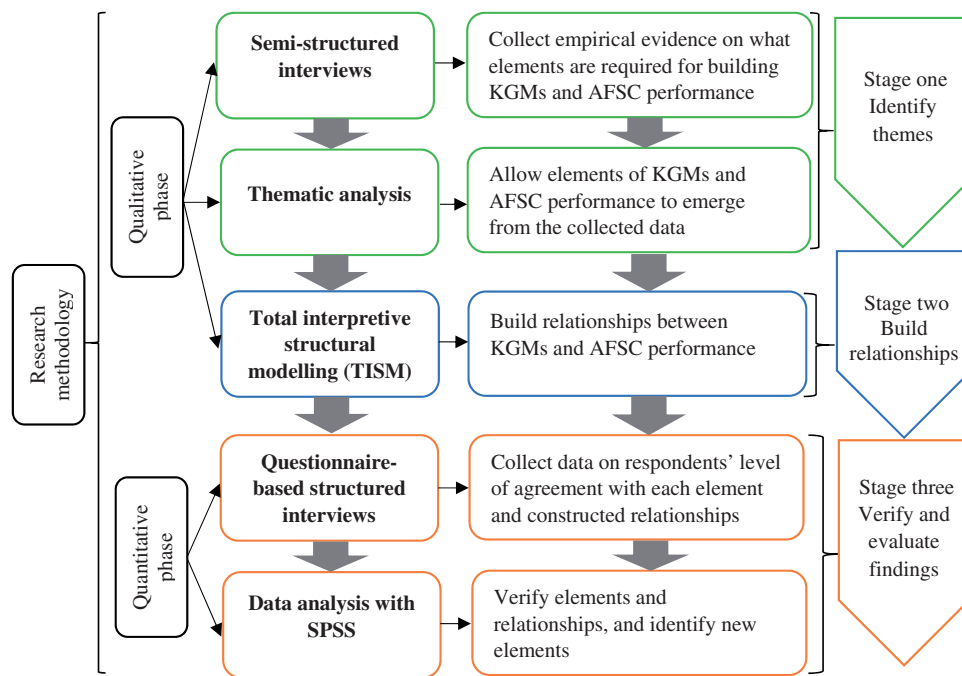 Research
methodology
Qualitative
phase
Semi-structured
interviews
Collect empirical evidence on what
elements are required for building
KGMs and AFSC performance
Stage one
Identify
themes
Thematic analysis
Allow elements of KGMs and
AFSC performance to emerge
from the collected data
Total interpretive
structural
modelling (TISM)
Build relationships between
KGMs and AFSC performance
Stage two
Build
relationships
Quantitative
phase
Questionnaire-
based structured
interviews
Collect data on respondents’ level
of agreement with each element
and constructed relationships
Stage three
Verify and
evaluate
findings
Data analysis with
SPSS
Verify elements and
relationships, and identify new
elements